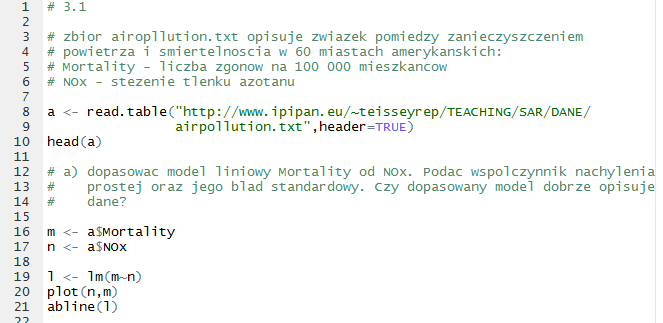 1 # 3.1
2
3 # zbior airopllution.txt opisuje zwiazek pomiedzy zanieczyszczeniem
4 # powietrza i smiertelnoscia w 60 miastach amerykanskich:
5 # Mortality - liczba zgonow na 100 000 mieszkancow
6 # NOx - stezenie tlenku azotanu
7
8 a <- read.table("http://www.ipipan.eu/~teisseyrep/TEACHING/SAR/DANE/
9 airpollution.txt",header=TRUE)
10 head(a)
11
12 # a) dopasowac model liniowy Mortality od NOx. Podac wspolczynnik nachylenia
13 # prostej oraz jego blad standardowy. Czy dopasowany model dobrze opisuje
14 # dane?
15
16 m <- a$Mortality
17 n <- a$NOx
18
19 l <- lm(m~n)
20 plot(n,m)
21 abline(l)
22